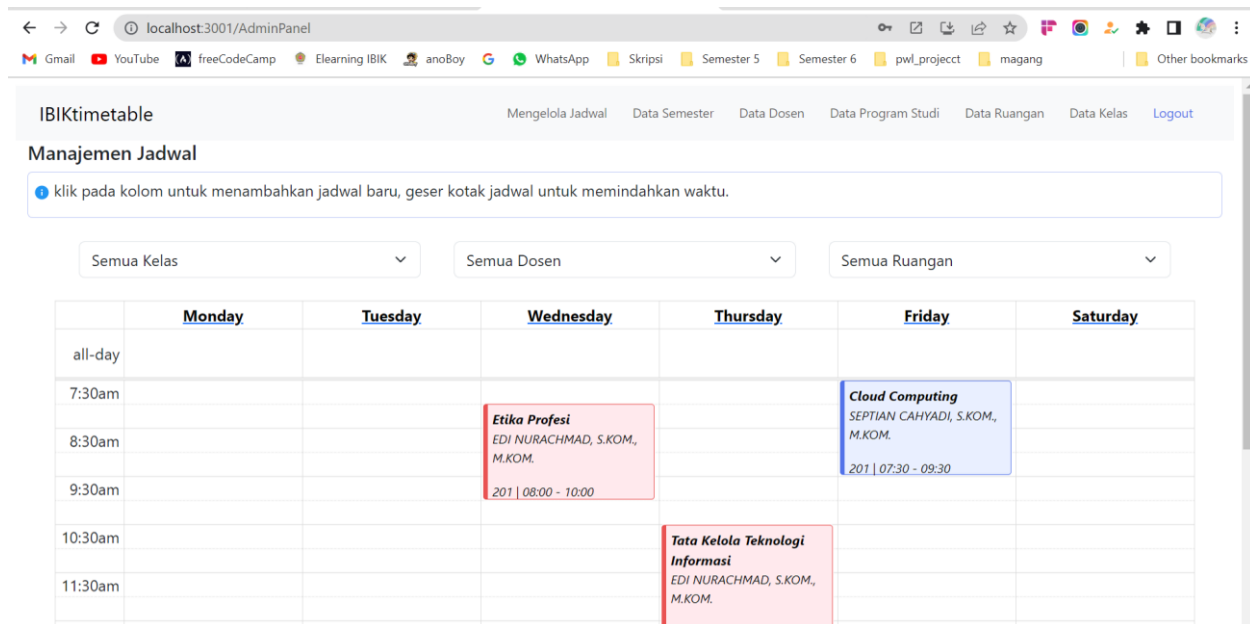 localhost:3001/AdminPanel
Gmail YouTube freeCodeCamp Elearning IBIK anoBoy WhatsApp Skripsi Semester 5 Semester 6 pwl_projecct magang Other bookmarks
IBIKtimetable Mengelola Jadwal Data Semester Data Dosen Data Program Studi Data Ruangan Data Kelas Logout
Manajemen Jadwal
klik pada kolom untuk menambahkan jadwal baru, geser kotak jadwal untuk memindahkan waktu.
Semua Kelas Semua Dosen Semua Ruangan
Monday Tuesday Wednesday Thursday Friday Saturday
all-day
7:30am
8:30am
9:30am
10:30am
11:30am
Etika Profesi
EDI NURACHMAD, S.KOM.,
M.KOM.
201 | 08:00 - 10:00
Tata Kelola Teknologi
Informasi
EDI NURACHMAD, S.KOM.,
M.KOM.
Cloud Computing
SEPTIAN CAHYADI, S.KOM.,
M.KOM.
201 | 07:30 - 09:30